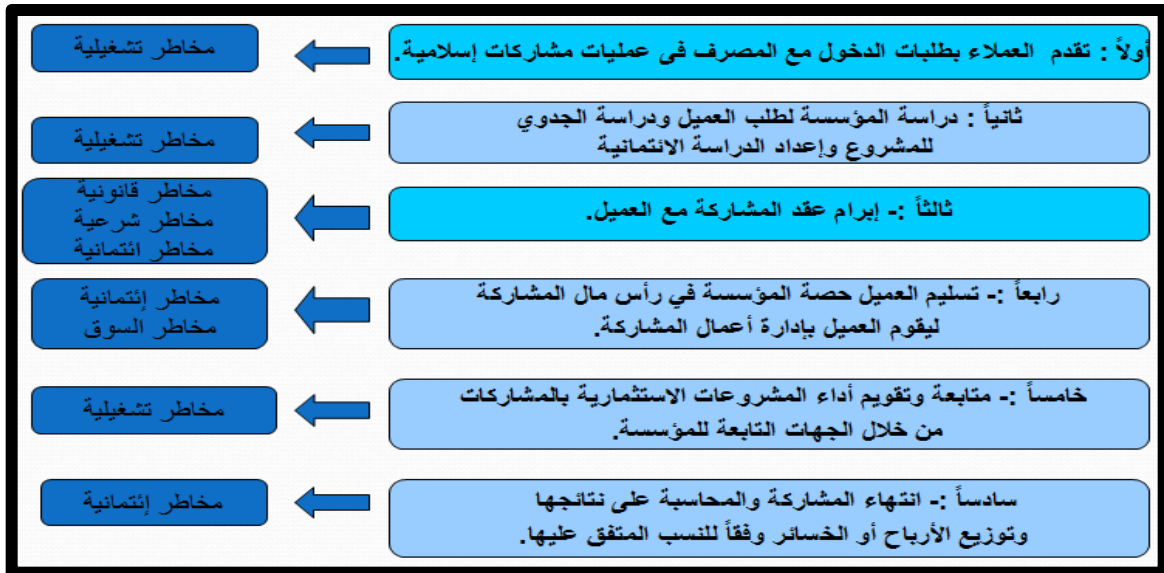 أولاً : تقدم العملاء بطلبات الدخول مع المصرف فى عمليات مشاركات إسلامية.
مخاطر تشغيلية
ثانياً : دراسة المؤسسة لطلب العميل ودراسة الجدوي
للمشروع وإعداد الدراسة الائتمانية
مخاطر تشغيلية
ثالثاً :- إبرام عقد المشاركة مع العميل.
مخاطر قانونية
مخاطر شرعية
مخاطر ائتمانية
رابعاً :- تسليم العميل حصة المؤسسة في رأس مال المشاركة
ليقوم العميل بإدارة أعمال المشاركة.
مخاطر إئتمانية
مخاطر السوق
خامساً :- متابعة وتقويم أداء المشروعات الاستثمارية بالمشاركات
من خلال الجهات التابعة للمؤسسة.
مخاطر تشغيلية
سادساً :- انتهاء المشاركة والمحاسبة على نتائجها
وتوزيع الأرباح أو الخسائر وفقاً للنسب المتفق عليها.
مخاطر إئتمانية